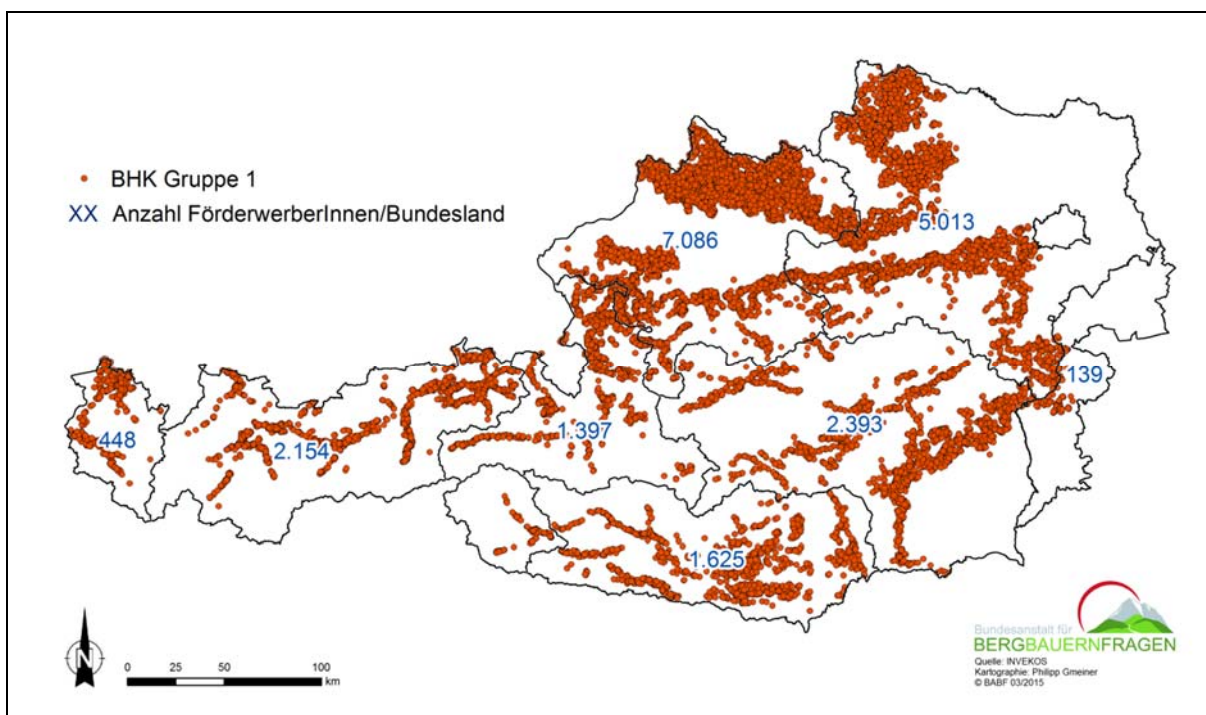 BHK Gruppe 1
XX Anzahl FörderwerberInnen/Bundesland
7.086
5.013
139
448
2.154
1.397
2.393
1.625
N
0 25 50 100
km
Bundesanstalt für
BERGBAUERNFRAGEN
Quelle: INVEKOS
Kartographie: Philipp Gmeiner
© BABF 03/2015